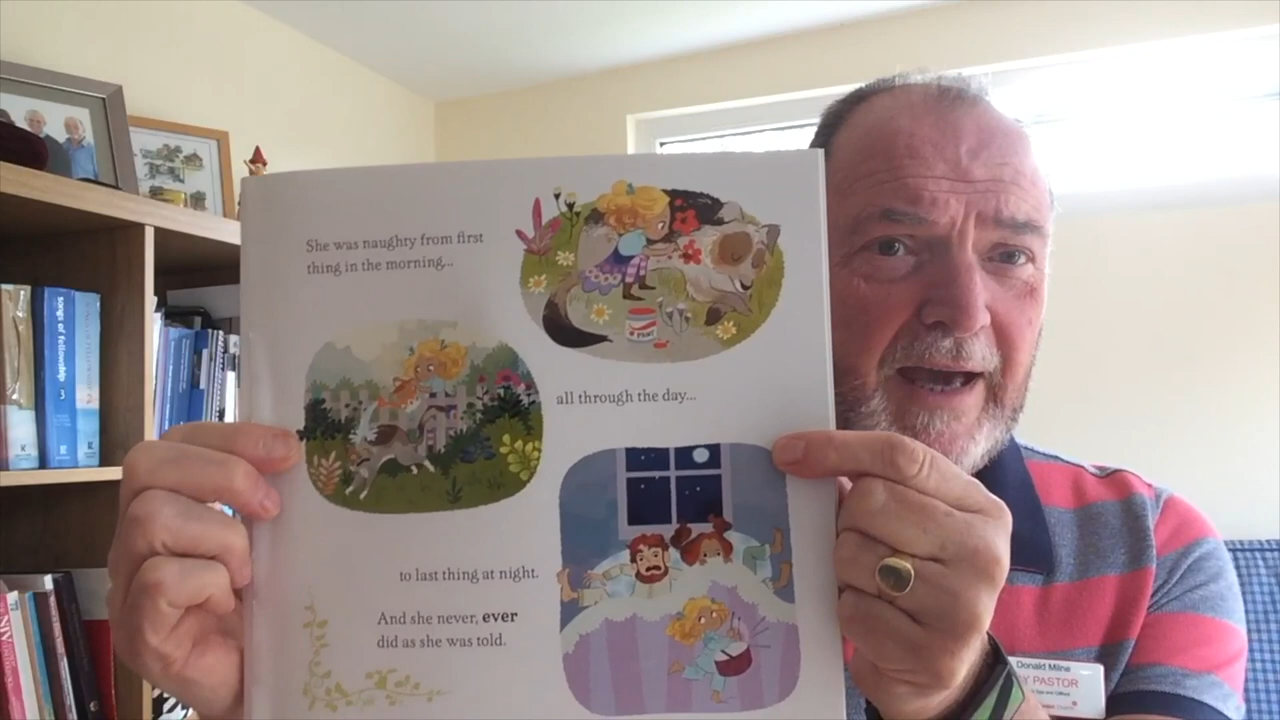 She was naughty from first
thing in the morning...
all through the day...
to last thing at night.
And she never, ever
did as she was told.
PAINT
songs of fellowship
3
2
Donald Milne
Y PASTOR